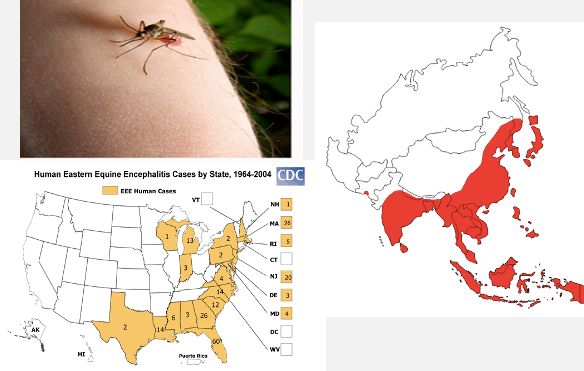 Human Eastern Equine Encephalitis Cases by State, 1964-2004
CDC
EEE Human Cases
VT
NH 1
MA 26
RI 5
CT
NJ 20
DE 3
MD 4
DC
WV
1
13
2
2
3
4
14
12
2
14
6
3
26
60
AK
HI
Puerto Rico